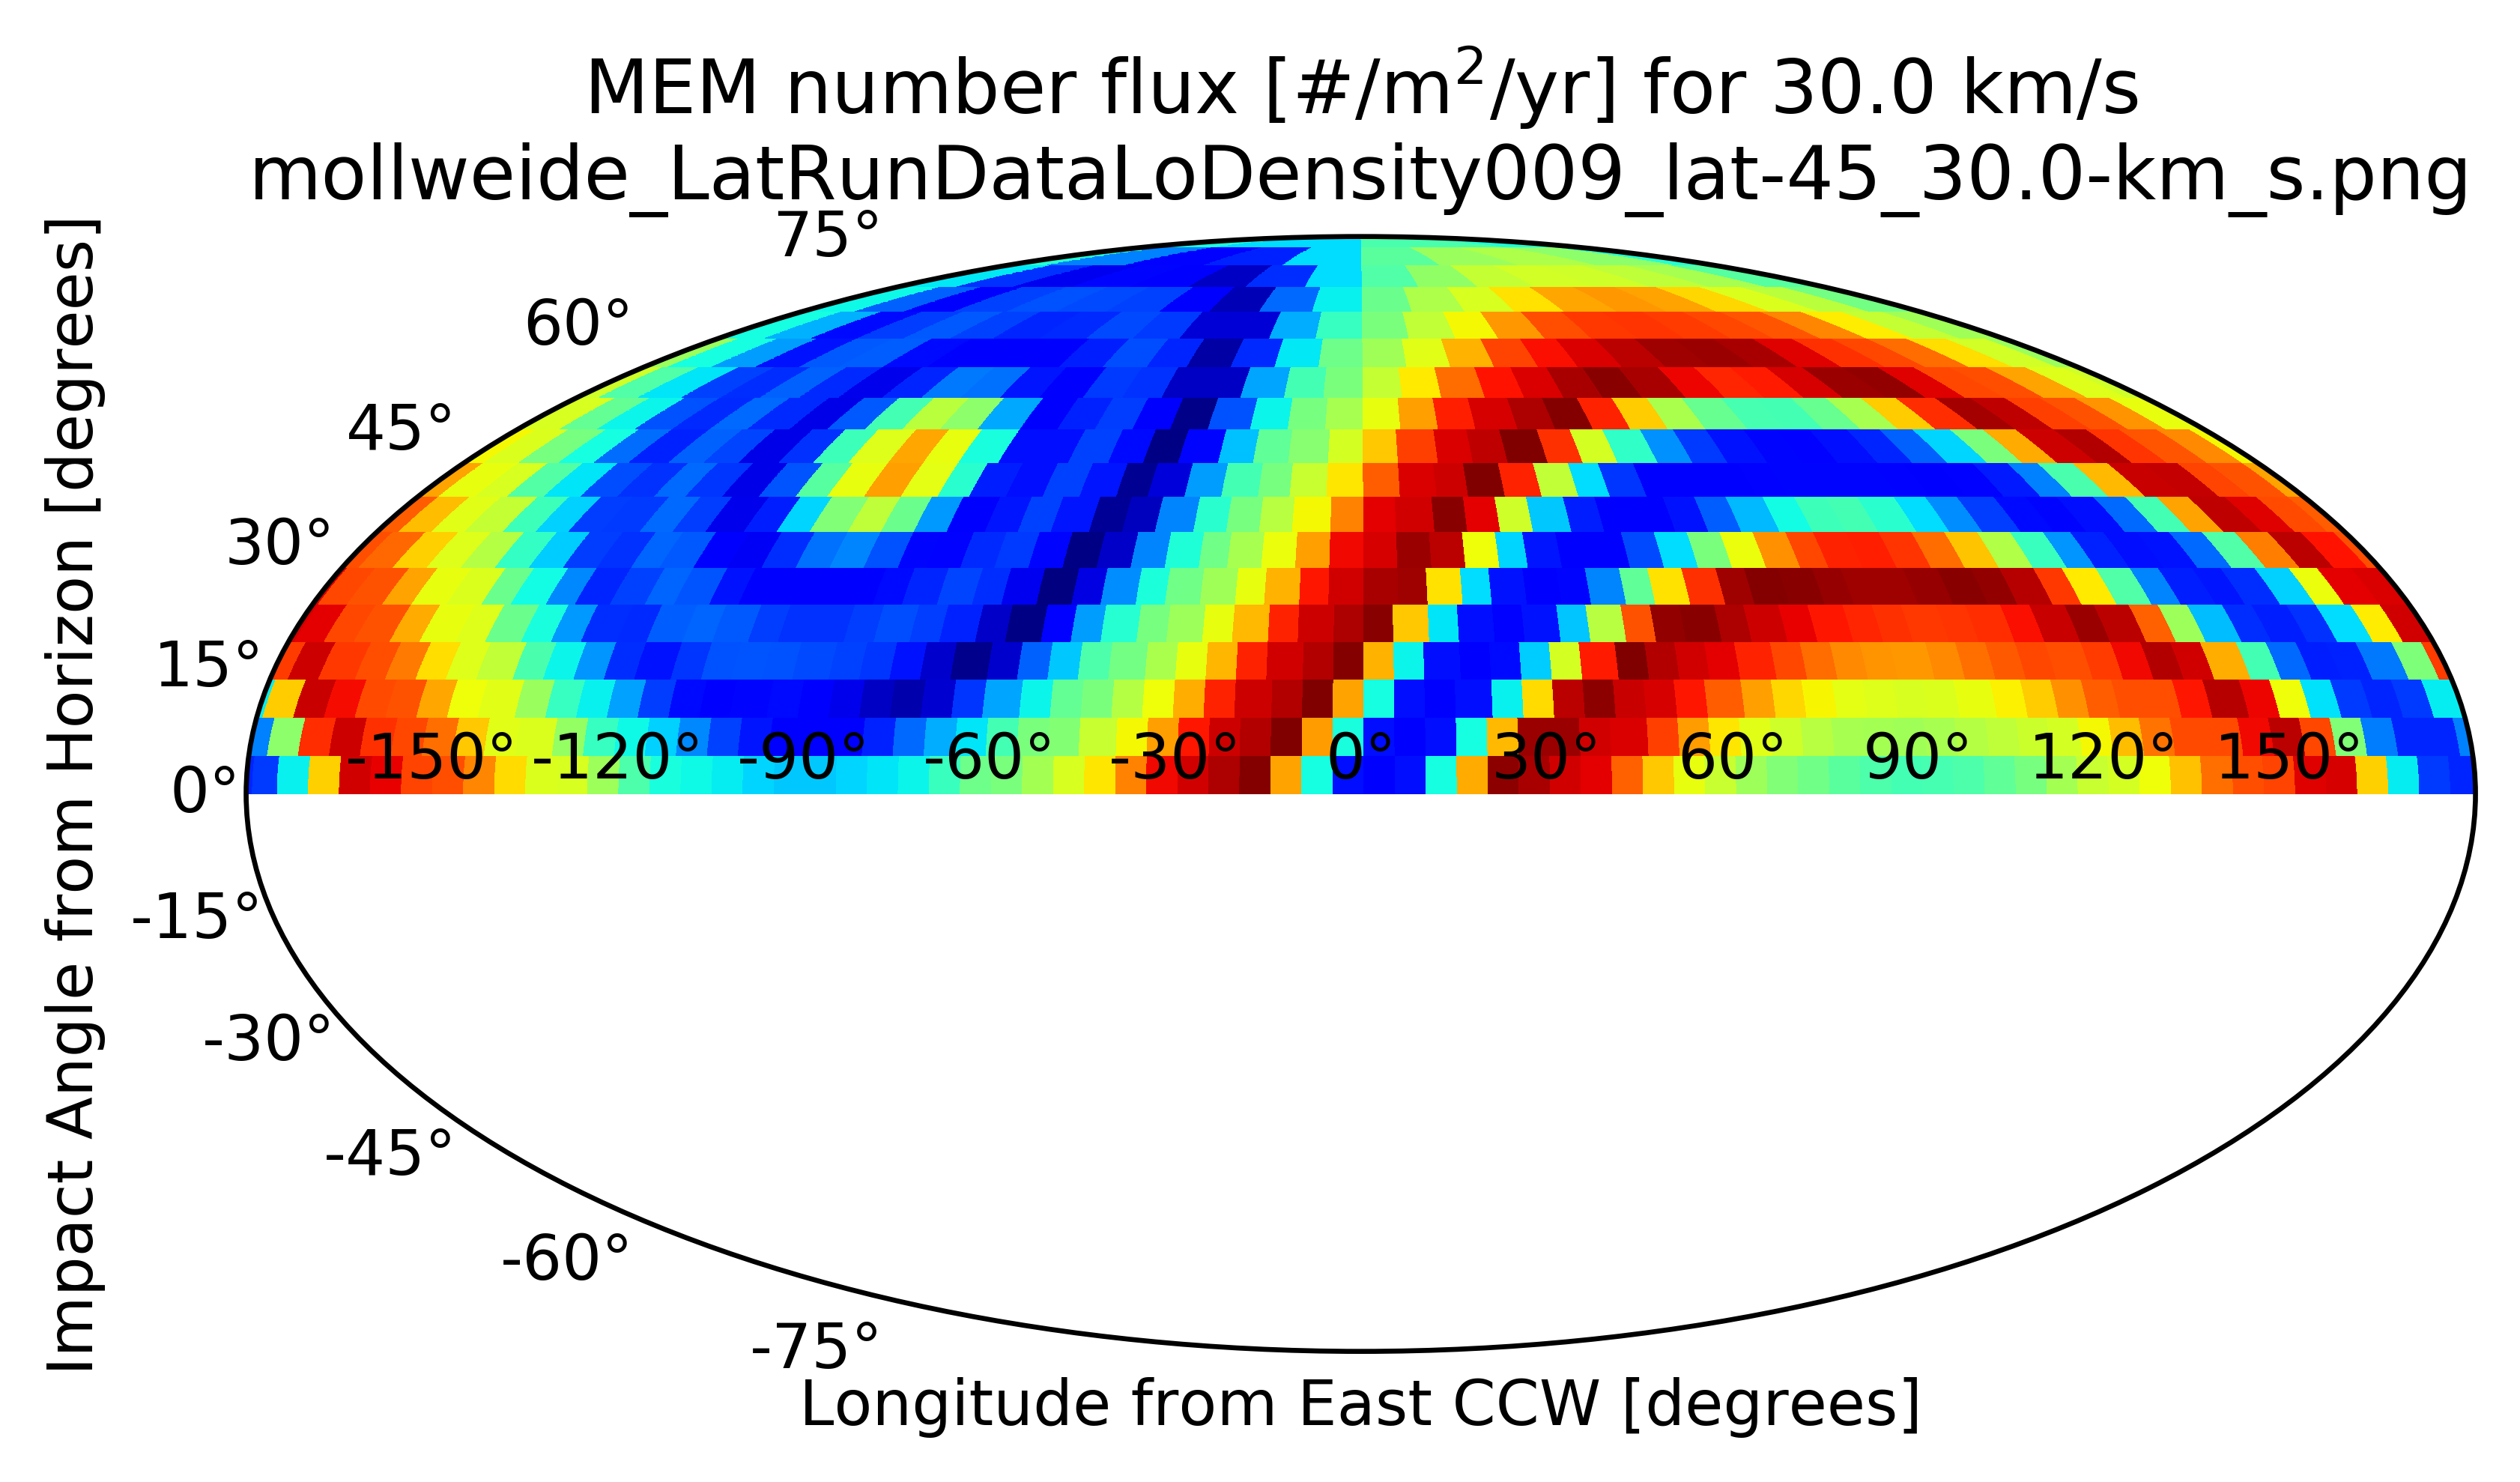 MEM number flux [#/m²/yr] for 30.0 km/s
mollweide_LatRunDataLoDensity009_lat-45_30.0-km_s.png
Impact Angle from Horizon [degrees]
75°
60°
45°
30°
15°
0°
-15°
-30°
-45°
-60°
-75°
-150° -120° -90° -60° -30° 0° 30° 60° 90° 120° 150°
Longitude from East CCW [degrees]